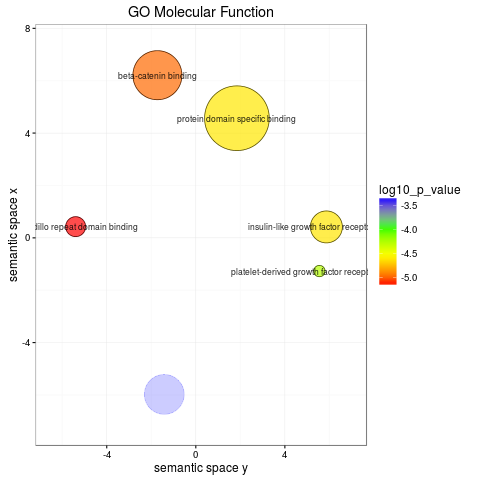 GO Molecular Function
8
4
0
-4
semantic space x
beta-catenin binding
protein domain specific binding
dillo repeat domain binding
insulin-like growth factor recept
platelet-derived growth factor recept
-4
0
4
semantic space y
log10_p_value
-3.5
-4.0
-4.5
-5.0